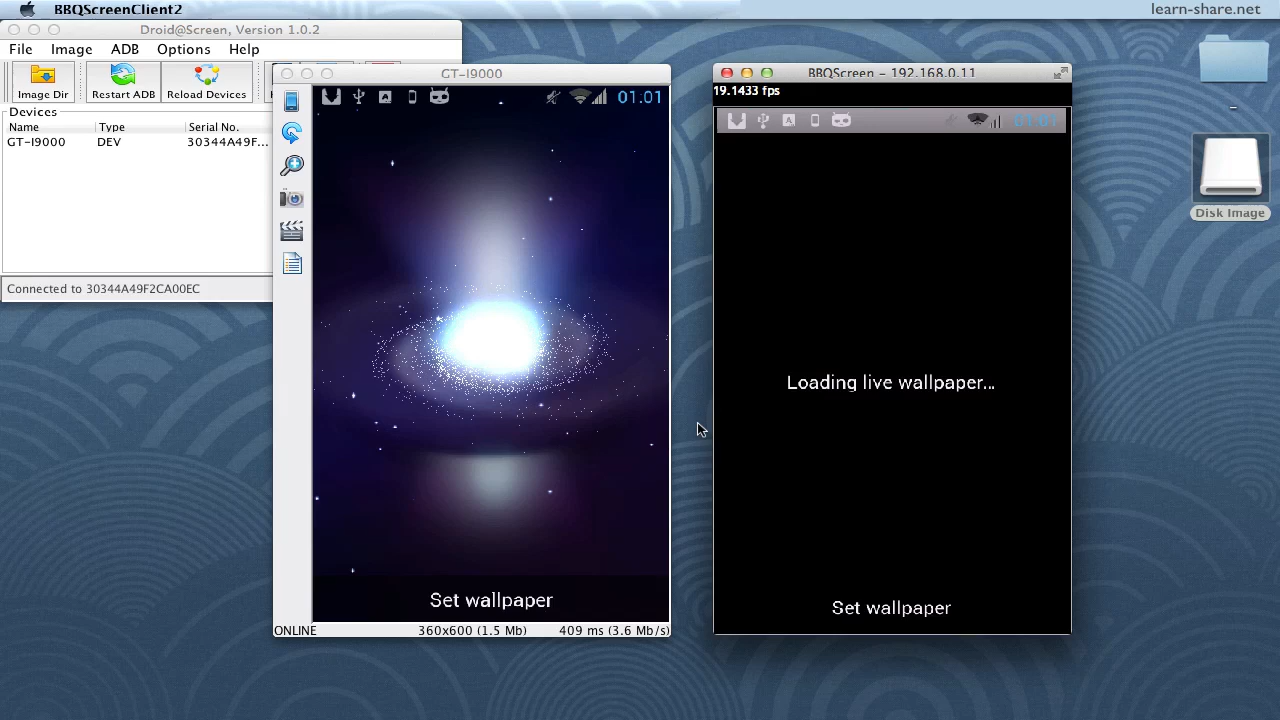 BBQScreenClient2
learn-share.net
Droid@Screen, Version 1.0.2
File Image ADB Options Help
Image Dir Restart ADB Reload Devices
Devices
Name Type Serial No.
GT-I9000 DEV 30344A49F...
Connected to 30344A49F2CA00EC
GT-I9000
01:01
Set wallpaper
ONLINE 360x600 (1.5 Mb) 409 ms (3.6 Mb/s)
BBQScreen - 192.168.0.11
19.1433 fps
01:01
Loading live wallpaper...
Set wallpaper
Disk Image